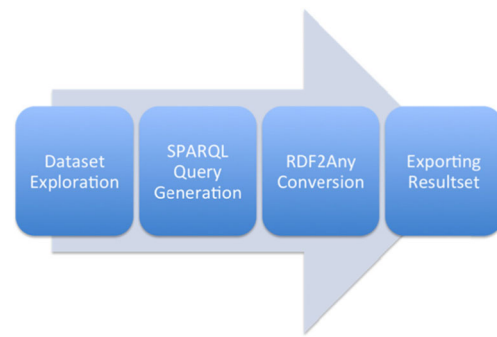 Dataset
Exploration
SPARQL
Query
Generation
RDF2Any
Conversion
Exporting
Resultset